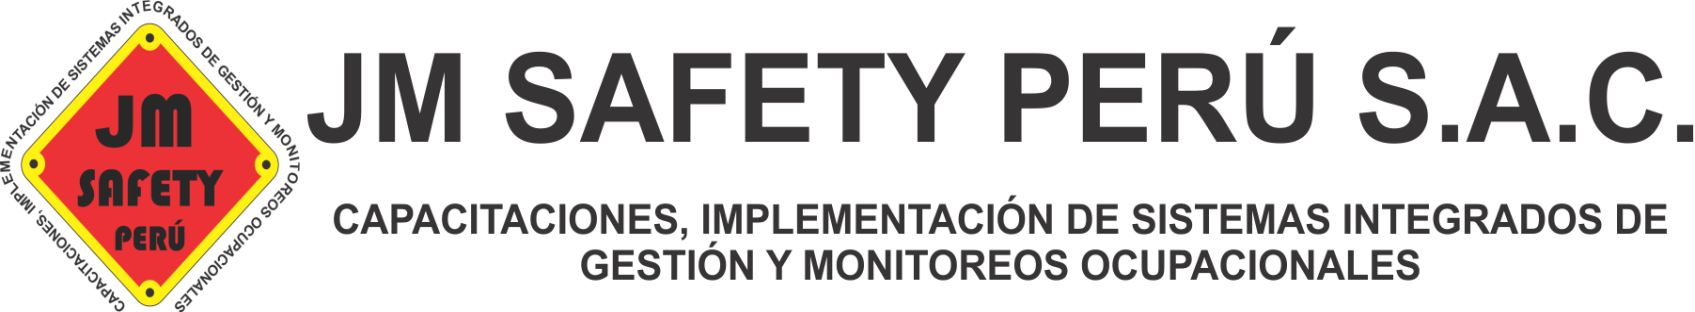 CAPACITACIONES, IMPLEMENTACIÓN DE SISTEMAS INTEGRADOS DE GESTIÓN Y MONITOREOS OCUPACIONALES
JM
SAFETY
PERÚ
JM SAFETY PERÚ S.A.C.
CAPACITACIONES, IMPLEMENTACIÓN DE SISTEMAS INTEGRADOS DE
GESTIÓN Y MONITOREOS OCUPACIONALES